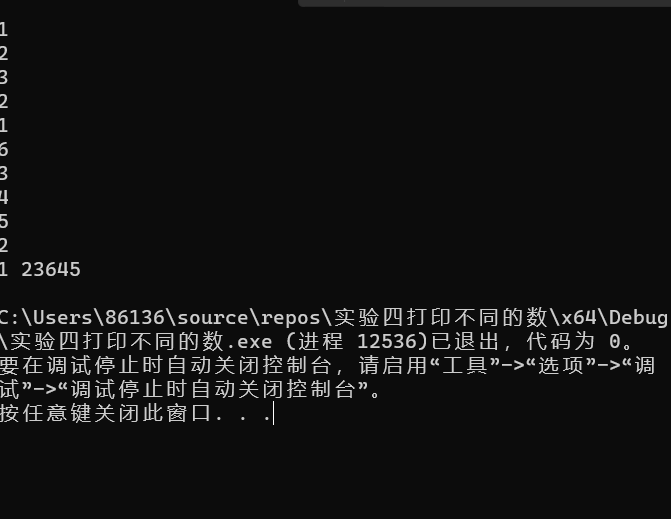 1
2
3
2
1
6
3
4
5
2
1 23645
C:\Users\86136\source\repos\实验四打印不同的数\x64\Debug
\实验四打印不同的数.exe (进程 12536)已退出，代码为 0。
要在调试停止时自动关闭控制台，请启用“工具”->“选项”->“调
试”->“调试停止时自动关闭控制台”。
按任意键关闭此窗口. . .